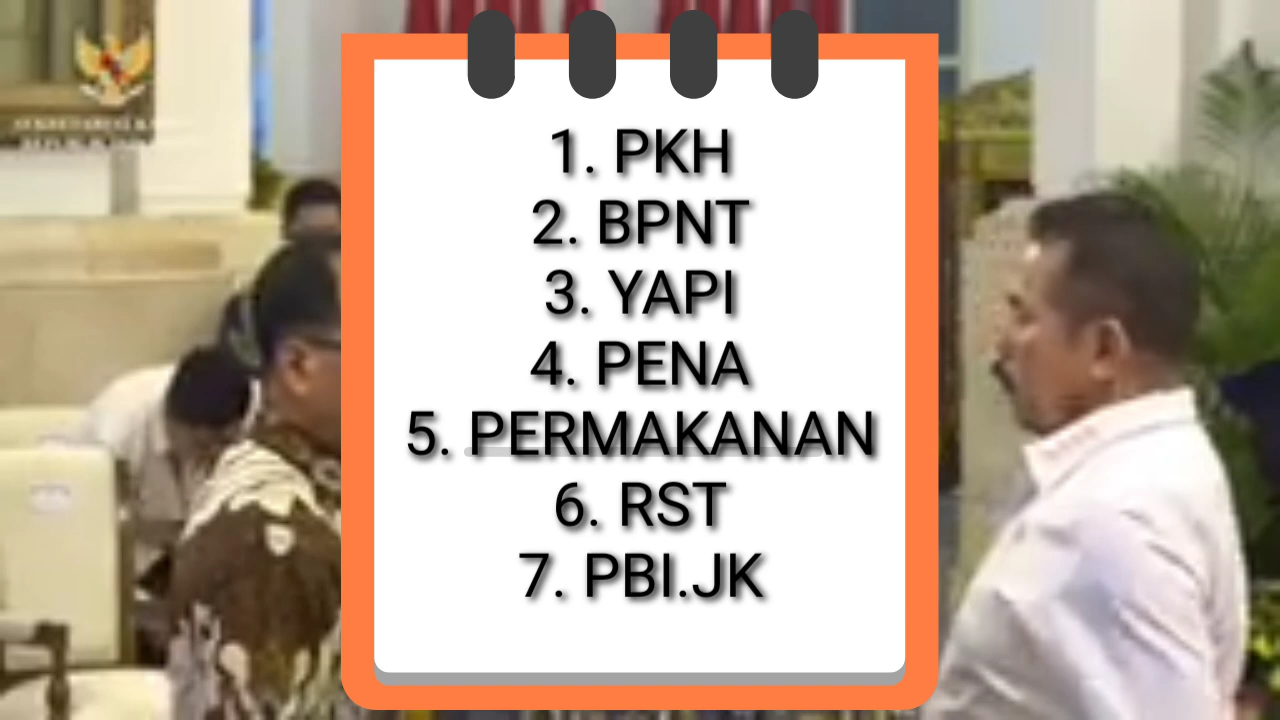 1. PKH
2. BPNT
3. YAPI
4. PENA
5. PERMAKANAN
6. RST
7. PBI.JK